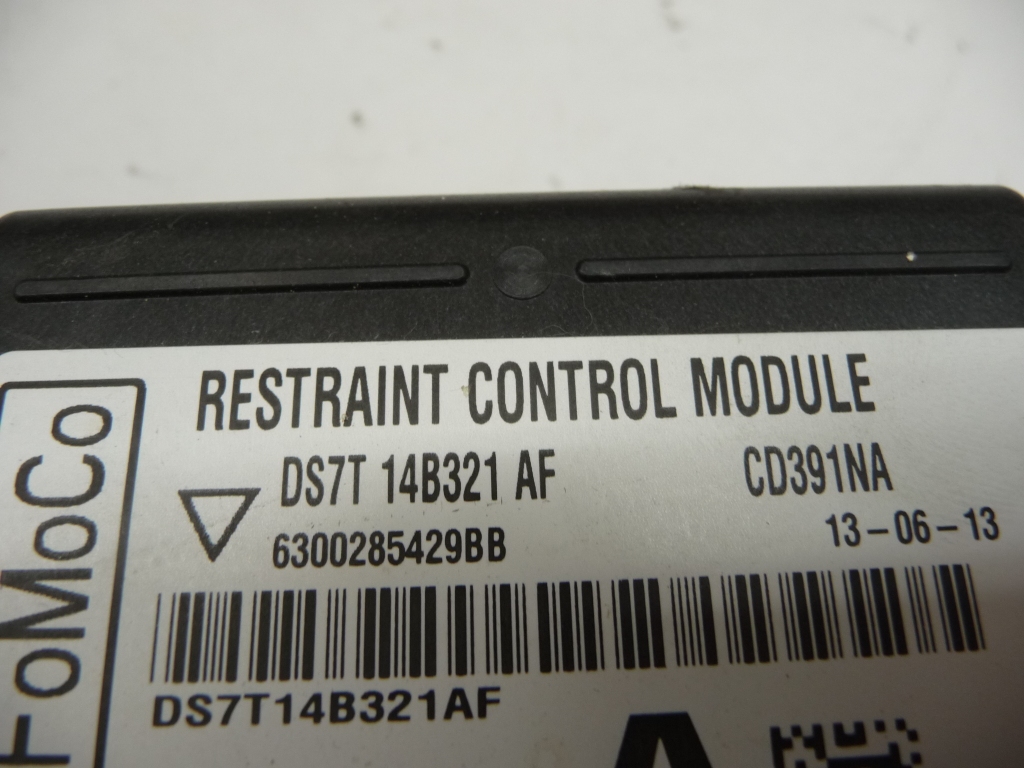 RESTRAINT CONTROL MODULE
DS7T 14B321 AF CD391NA
6300285429BB 13-06-13
DS7T14B321AF
A
FoMoCo